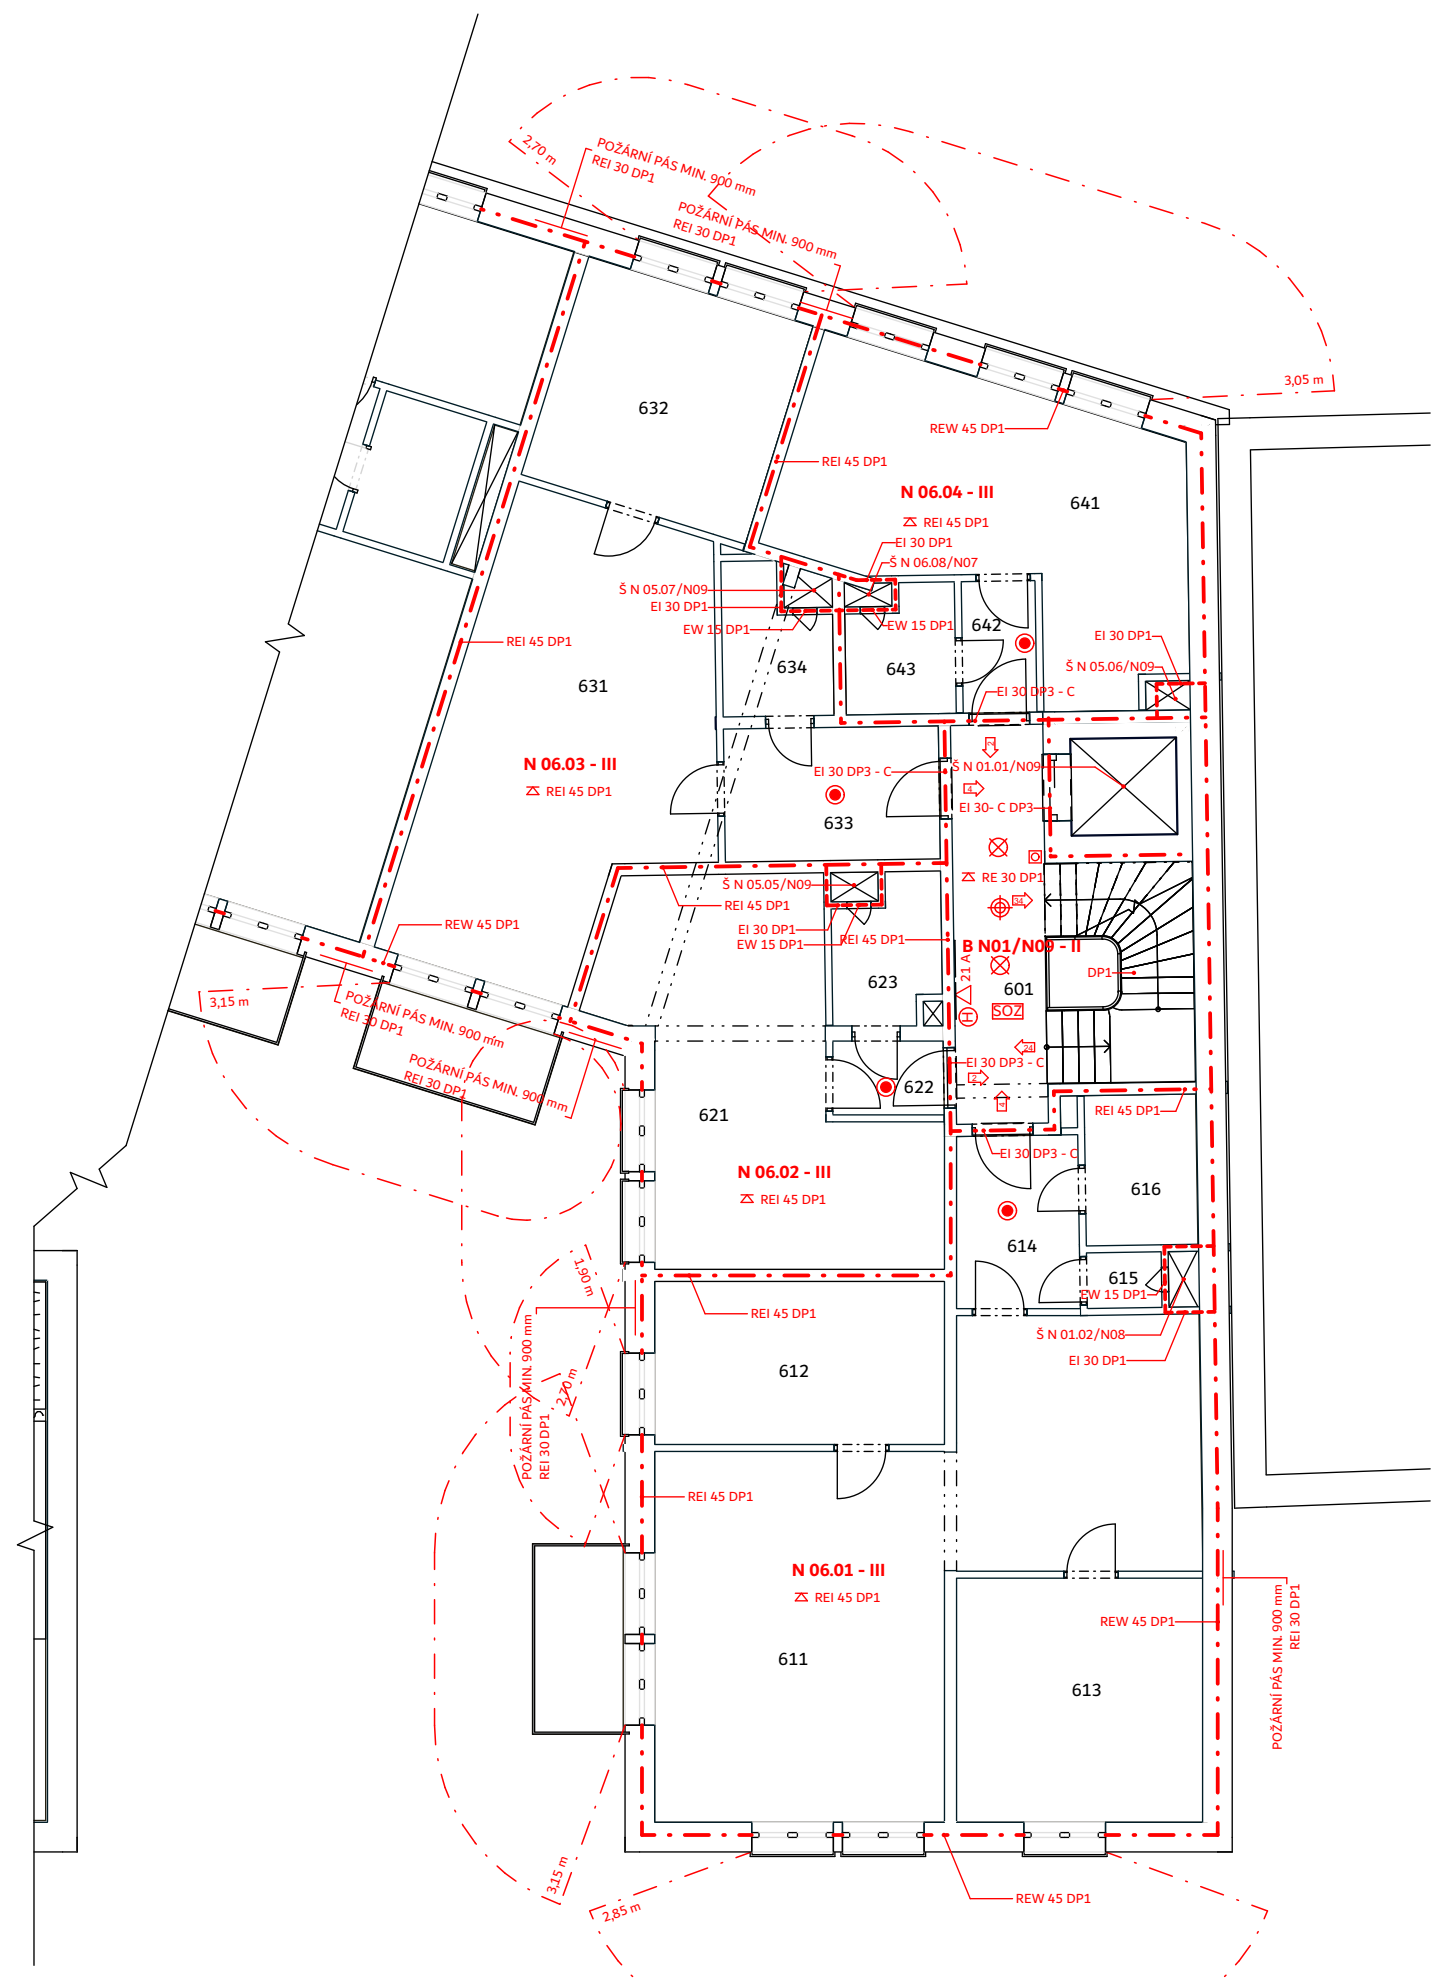 2,70 m
POŽÁRNÍ PÁS MIN. 900 mm
REI 30 DP1
POŽÁRNÍ PÁS MIN. 900 mm
REI 30 DP1
3,05 m
632
REW 45 DP1
REI 45 DP1
N 06.04 - III
REI 45 DP1
641
EI 30 DP1
Š N 06.08/N07
Š N 05.07/N09
EI 30 DP1
EW 15 DP1
EW 15 DP1
642
EI 30 DP1
Š N 05.06/N09
REI 45 DP1
634
643
631
EI 30 DP3 - C
2
N 06.03 - III
REI 45 DP1
EI 30 DP3 - C
Š N 01.01/N09
4
EI 30- C DP3
633
RE 30 DP1
Š N 05.05/N09
REI 45 DP1
34
EI 30 DP1
EW 15 DP1
REI 45 DP1
REW 45 DP1
B N01/N09 - II
21 A
DP1
623
601
3,15 m
POŽÁRNÍ PÁS MIN. 900 mm
REI 30 DP1
H
SOZ
24
POŽÁRNÍ PÁS MIN. 900 mm
REI 30 DP1
EI 30 DP3 - C
2
622
4
621
REI 45 DP1
EI 30 DP3 - C
N 06.02 - III
REI 45 DP1
616
614
1,90 m
615
EW 15 DP1
REI 45 DP1
Š N 01.02/N08
EI 30 DP1
POŽÁRNÍ PÁS MIN. 900 mm
REI 30 DP1
2,70 m
612
REI 45 DP1
N 06.01 - III
REI 45 DP1
REW 45 DP1
POŽÁRNÍ PÁS MIN. 900 mm
REI 30 DP1
611
613
3,15 m
2,85 m
REW 45 DP1